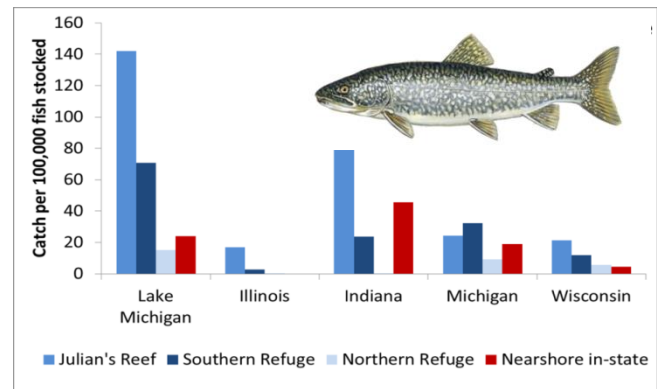 Catch per 100,000 fish stocked
160
140
120
100
80
60
40
20
0
Lake
Michigan
Illinois
Indiana
Michigan
Wisconsin
Julian's Reef
Southern Refuge
Northern Refuge
Nearshore in-state